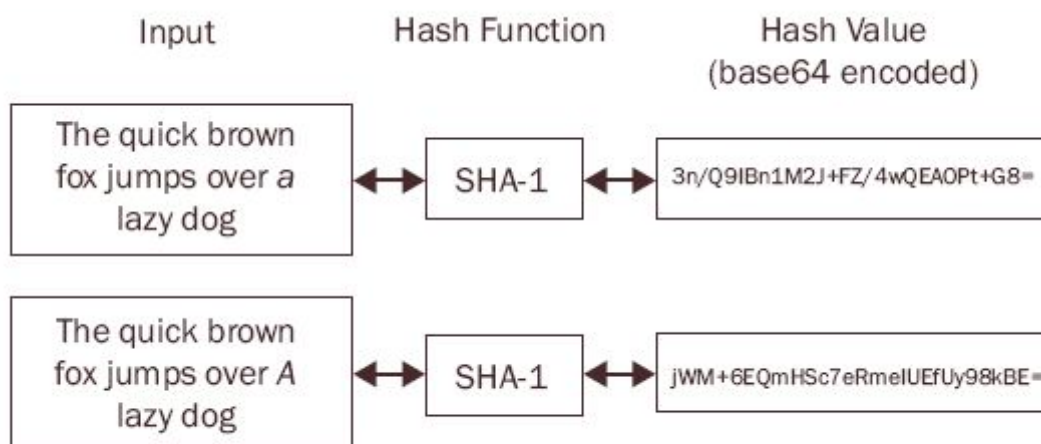 Input
Hash Function
Hash Value
(base64 encoded)
The quick brown
fox jumps over a
lazy dog
SHA-1
3n/Q9IBn1M2J+FZ/4wQEAOPt+G8=
The quick brown
fox jumps over A
lazy dog
SHA-1
jWM+6EQmHSc7eRmeIUEfUy98kBE=